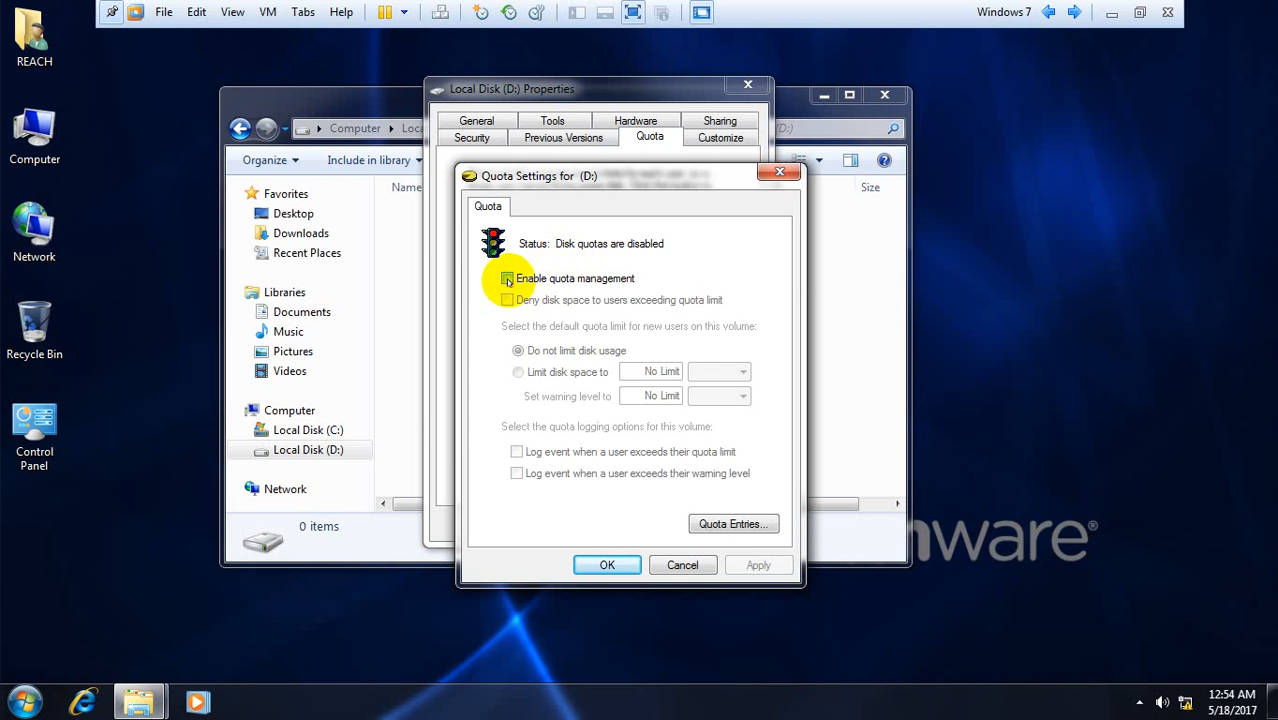 File Edit View VM Tabs Help
Windows 7
REACH
Computer
Network
Recycle Bin
Control
Panel
Computer
(D:)
Organize
Include in library
Favorites
Desktop
Downloads
Recent Places
Libraries
Documents
Music
Pictures
Videos
Computer
Local Disk (C:)
Local Disk (D:)
Network
Size
0 items
Local Disk (D:) Properties
General Tools Hardware Sharing
Security Previous Versions Quota Customize
Quota Settings for (D:)
Quota
Status: Disk quotas are disabled
Enable quota management
Deny disk space to users exceeding quota limit
Select the default quota limit for new users on this volume:
Do not limit disk usage
Limit disk space to No Limit
Set warning level to No Limit
Select the quota logging options for this volume:
Log event when a user exceeds their quota limit
Log event when a user exceeds their warning level
Quota Entries...
OK Cancel Apply
12:54 AM
5/18/2017